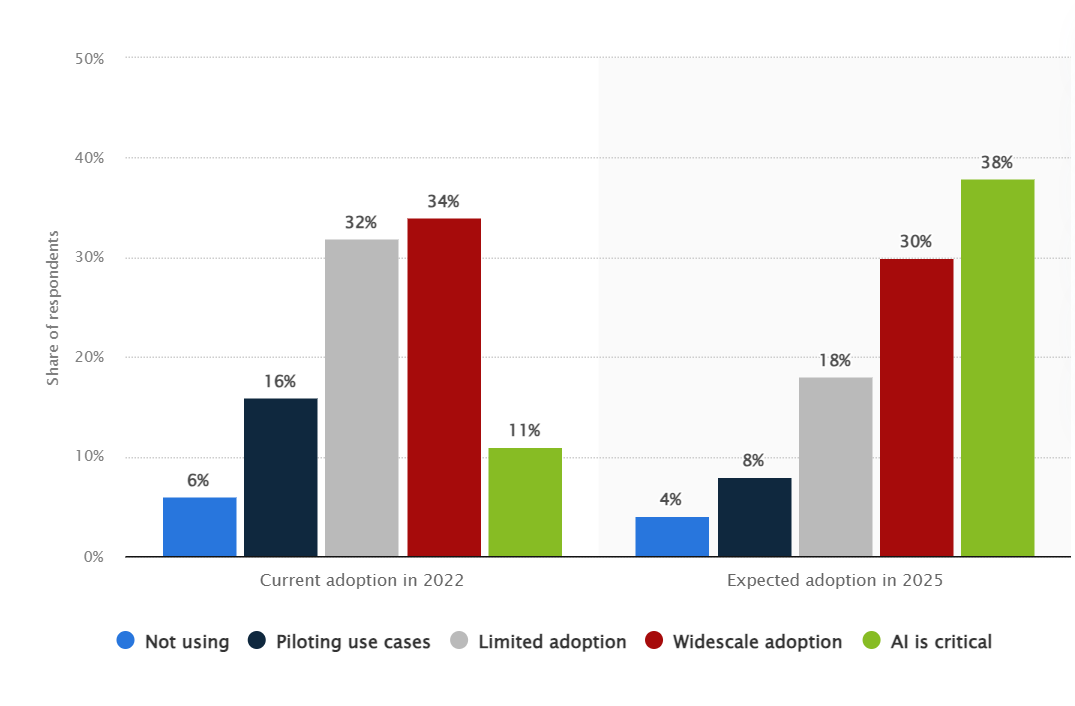 50%
40%
30%
20%
10%
0%
Share of respondents
6%
16%
32%
34%
11%
4%
8%
18%
30%
38%
Current adoption in 2022
Expected adoption in 2025
Not using
Piloting use cases
Limited adoption
Widescale adoption
AI is critical